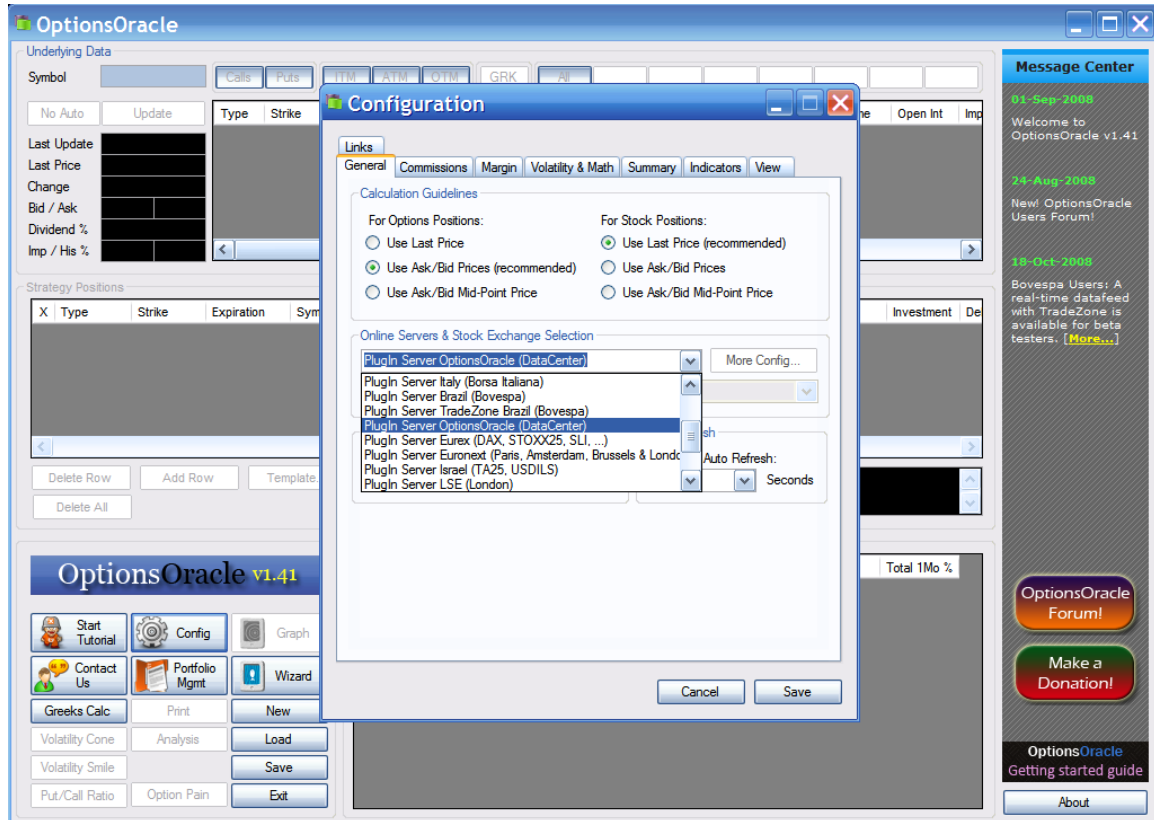 OptionsOracle
Underlying Data
Symbol
Calls Puts ITM ATM OTM GRK All
No Auto Update
Type Strike
Open Int Imp
Last Update
Last Price
Change
Bid / Ask
Dividend %
Imp / His %
Strategy Positions
X Type Strike Expiration Sym
Investment De
Delete Row Add Row Template.
Delete All
OptionsOracle v1.41
Start Tutorial
Config
Graph
Contact Us
Portfolio Mgmt
Wizard
Greeks Calc Print New
Volatility Cone Analysis Load
Volatility Smile Save
Put/Call Ratio Option Pain Exit
Total 1Mo %
Configuration
Links
General Commissions Margin Volatility & Math Summary Indicators View
Calculation Guidelines
For Options Positions: For Stock Positions:
Use Last Price Use Last Price (recommended)
Use Ask/Bid Prices (recommended) Use Ask/Bid Prices
Use Ask/Bid Mid-Point Price Use Ask/Bid Mid-Point Price
Online Servers & Stock Exchange Selection
PlugIn Server OptionsOracle (DataCenter) More Config...
PlugIn Server Italy (Borsa Italiana)
PlugIn Server Brazil (Bovespa)
PlugIn Server TradeZone Brazil (Bovespa)
PlugIn Server OptionsOracle (DataCenter)
PlugIn Server Eurex (DAX, STOXX25, SLI, ...)
PlugIn Server Euronext (Paris, Amsterdam, Brussels & Londo
PlugIn Server Israel (TA25, USDILS)
PlugIn Server LSE (London)
Auto Refresh:
Seconds
Cancel Save
Message Center
01-Sep-2008
Welcome to
OptionsOracle v1.41
24-Aug-2008
New! OptionsOracle
Users Forum!
18-Oct-2008
Bovespa Users: A
real-time datafeed
with TradeZone is
available for beta
testers. [More...]
OptionsOracle
Forum!
Make a
Donation!
OptionsOracle
Getting started guide
About